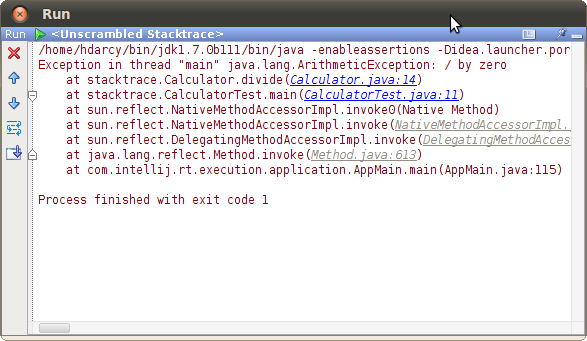 Run
Run <Unscrambled Stacktrace>
/home/hdarcy/bin/jdk1.7.0b111/bin/java -enableassertions -Didea.launcher.por
Exception in thread "main" java.lang.ArithmeticException: / by zero
at stacktrace.Calculator.divide(Calculator.java:14)
at stacktrace.CalculatorTest.main(CalculatorTest.java:11)
at sun.reflect.NativeMethodAccessorImpl.invoke0(Native Method)
at sun.reflect.NativeMethodAccessorImpl.invoke(NativeMethodAccessorImpl.
at sun.reflect.DelegatingMethodAccessorImpl.invoke(DelegatingMethodAcces
at java.lang.reflect.Method.invoke(Method.java:613)
at com.intellij.rt.execution.application.AppMain.main(AppMain.java:115)
Process finished with exit code 1